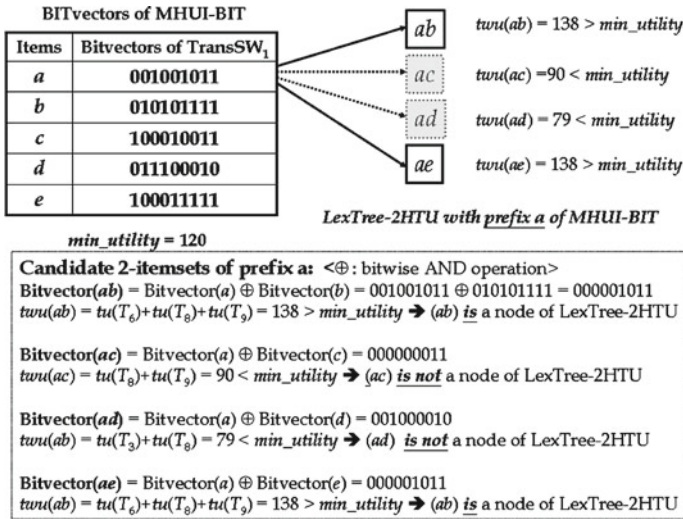 BITvectors of MHUI-BIT
Items Bitvectors of TransSW1
a 001001011
b 010101111
c 100010011
d 011100010
e 100011111
min_utility = 120
ab twu(ab) = 138 > min_utility
ac twu(ac) =90 < min_utility
ad twu(ad) = 79 < min_utility
ae twu(ae) = 138 > min_utility
LexTree-2HTU with prefix a of MHUI-BIT
Candidate 2-itemsets of prefix a: <⊕: bitwise AND operation>
Bitvector(ab) = Bitvector(a) ⊕ Bitvector(b) = 001001011 ⊕ 010101111 = 000001011
twu(ab) = tu(T6)+tu(T8)+tu(T9) = 138 > min_utility ➔ (ab) is a node of LexTree-2HTU
Bitvector(ac) = Bitvector(a) ⊕ Bitvector(c) = 000000011
twu(ac) = tu(T8)+tu(T9) = 90 < min_utility ➔ (ac) is not a node of LexTree-2HTU
Bitvector(ad) = Bitvector(a) ⊕ Bitvector(d) = 001000010
twu(ab) = tu(T3)+tu(T8) = 79 < min_utility ➔ (ad) is not a node of LexTree-2HTU
Bitvector(ae) = Bitvector(a) ⊕ Bitvector(e) = 000001011
twu(ab) = tu(T6)+tu(T8)+tu(T9) = 138 > min_utility ➔ (ab) is a node of LexTree-2HTU